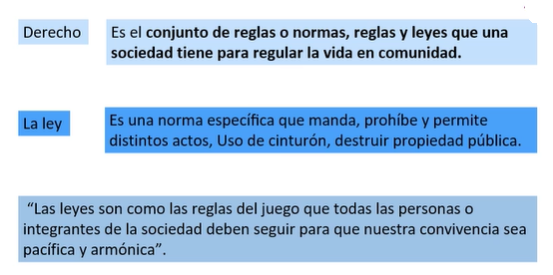 Derecho
Es el conjunto de reglas o normas, reglas y leyes que una
sociedad tiene para regular la vida en comunidad.
La ley
Es una norma específica que manda, prohíbe y permite
distintos actos, Uso de cinturón, destruir propiedad pública.
“Las leyes son como las reglas del juego que todas las personas o
integrantes de la sociedad deben seguir para que nuestra convivencia sea
pacífica y armónica”.